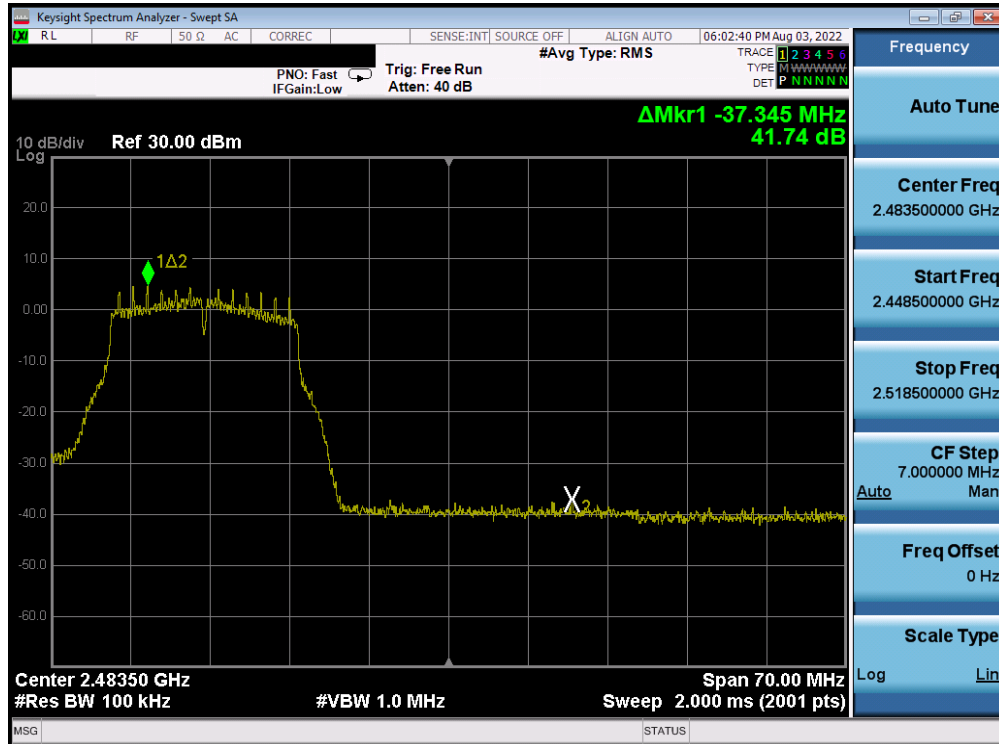 Keysight Spectrum Analyzer - Swept SA
LXI RL RF 50 Ω AC CORREC SENSE:INT SOURCE OFF ALIGN AUTO 06:02:40 PM Aug 03, 2022
#Avg Type: RMS
TRACE 1 2 3 4 5 6
TYPE M W W W W W
DET P N N N N N
PNO: Fast
IFGain:Low
Trig: Free Run
Atten: 40 dB
ΔMkr1 -37.345 MHz
41.74 dB
10 dB/div Ref 30.00 dBm
Log
20.0
10.0
0.00
-10.0
-20.0
-30.0
-40.0
-50.0
-60.0
1Δ2
X2
Center 2.48350 GHz
#Res BW 100 kHz
#VBW 1.0 MHz
Span 70.00 MHz
Sweep 2.000 ms (2001 pts)
MSG
STATUS
Frequency
Auto Tune
Center Freq
2.483500000 GHz
Start Freq
2.448500000 GHz
Stop Freq
2.518500000 GHz
CF Step
7.000000 MHz
Auto Man
Freq Offset
0 Hz
Scale Type
Log Lin